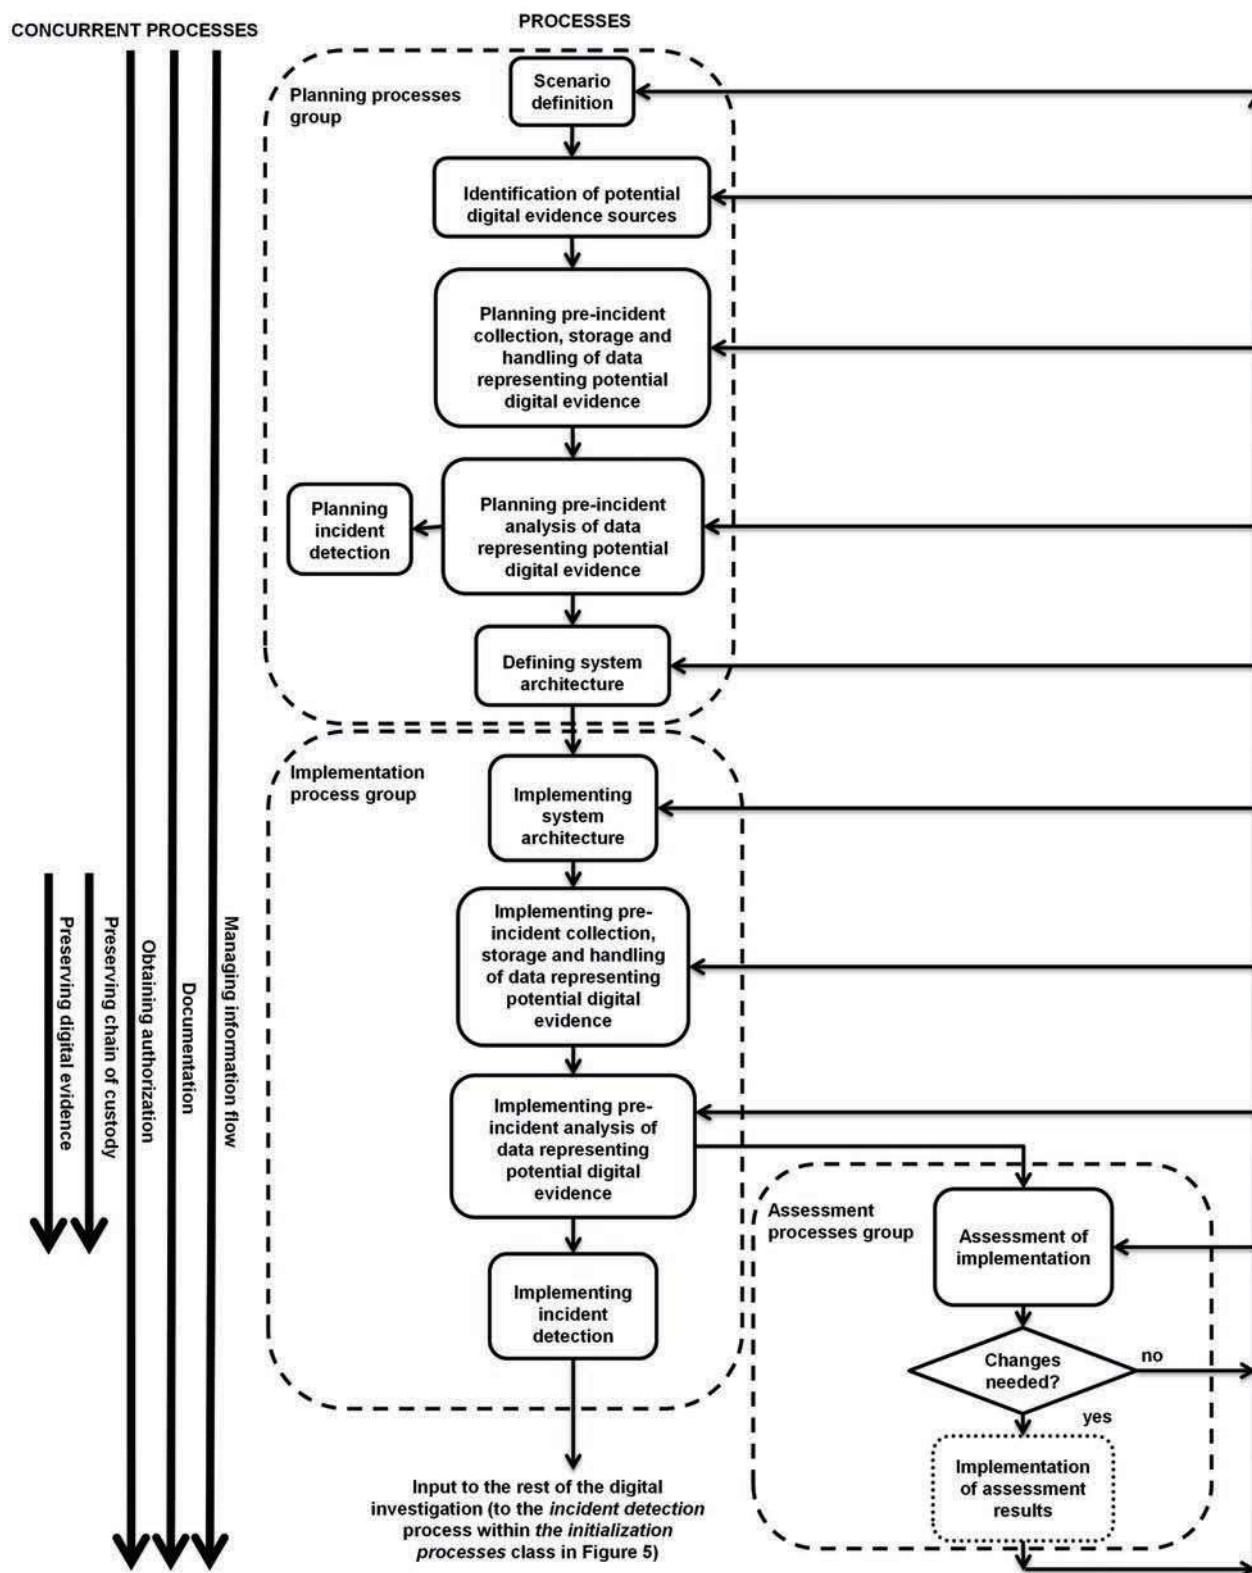 CONCURRENT PROCESSES
PROCESSES
Planning processes
group
Scenario
definition
Identification of potential
digital evidence sources
Planning pre-incident
collection, storage and
handling of data
representing potential
digital evidence
Planning
incident
detection
Planning pre-incident
analysis of data
representing potential
digital evidence
Defining system
architecture
Implementation
process group
Implementing
system
architecture
Implementing pre-
incident collection,
storage and handling
of data representing
potential digital
evidence
Implementing pre-
incident analysis of
data representing
potential digital
evidence
Implementing
incident
detection
Input to the rest of the digital
investigation (to the incident detection
process within the initialization
processes class in Figure 5)
Preserving digital evidence
Preserving chain of custody
Obtaining authorization
Documentation
Managing information flow
Assessment
processes group
Assessment of
implementation
Changes
needed?
no
yes
Implementation
of assessment
results